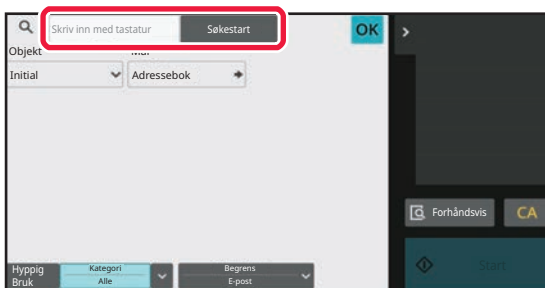 Skriv inn med tastatur Søkestart OK
Objekt
Initial Adressebok
Forhåndsvis CA
Start
Hyppig Bruk
Kategori
Alle
Begrens
E-post